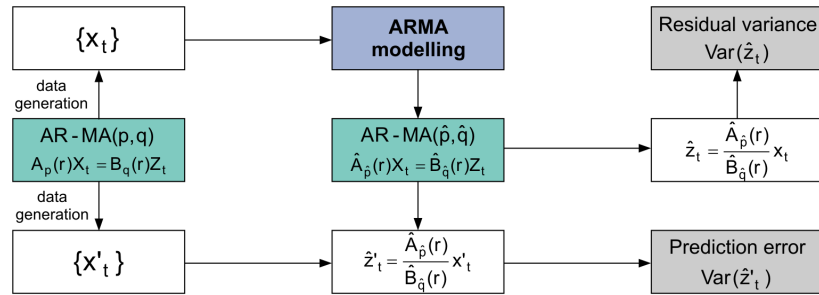 {x_t}
ARMA
modelling
Residual variance
Var(ẑ_t)
data
generation
AR - MA(p,q)
A_p(r)X_t = B_q(r)Z_t
AR - MA(p̂,q̂)
Â_p̂(r)X_t = B̂_q̂(r)Z_t
ẑ_t = Â_p̂(r) / B̂_q̂(r) x_t
data
generation
{x'_t}
ẑ'_t = Â_p̂(r) / B̂_q̂(r) x'_t
Prediction error
Var(ẑ'_t)